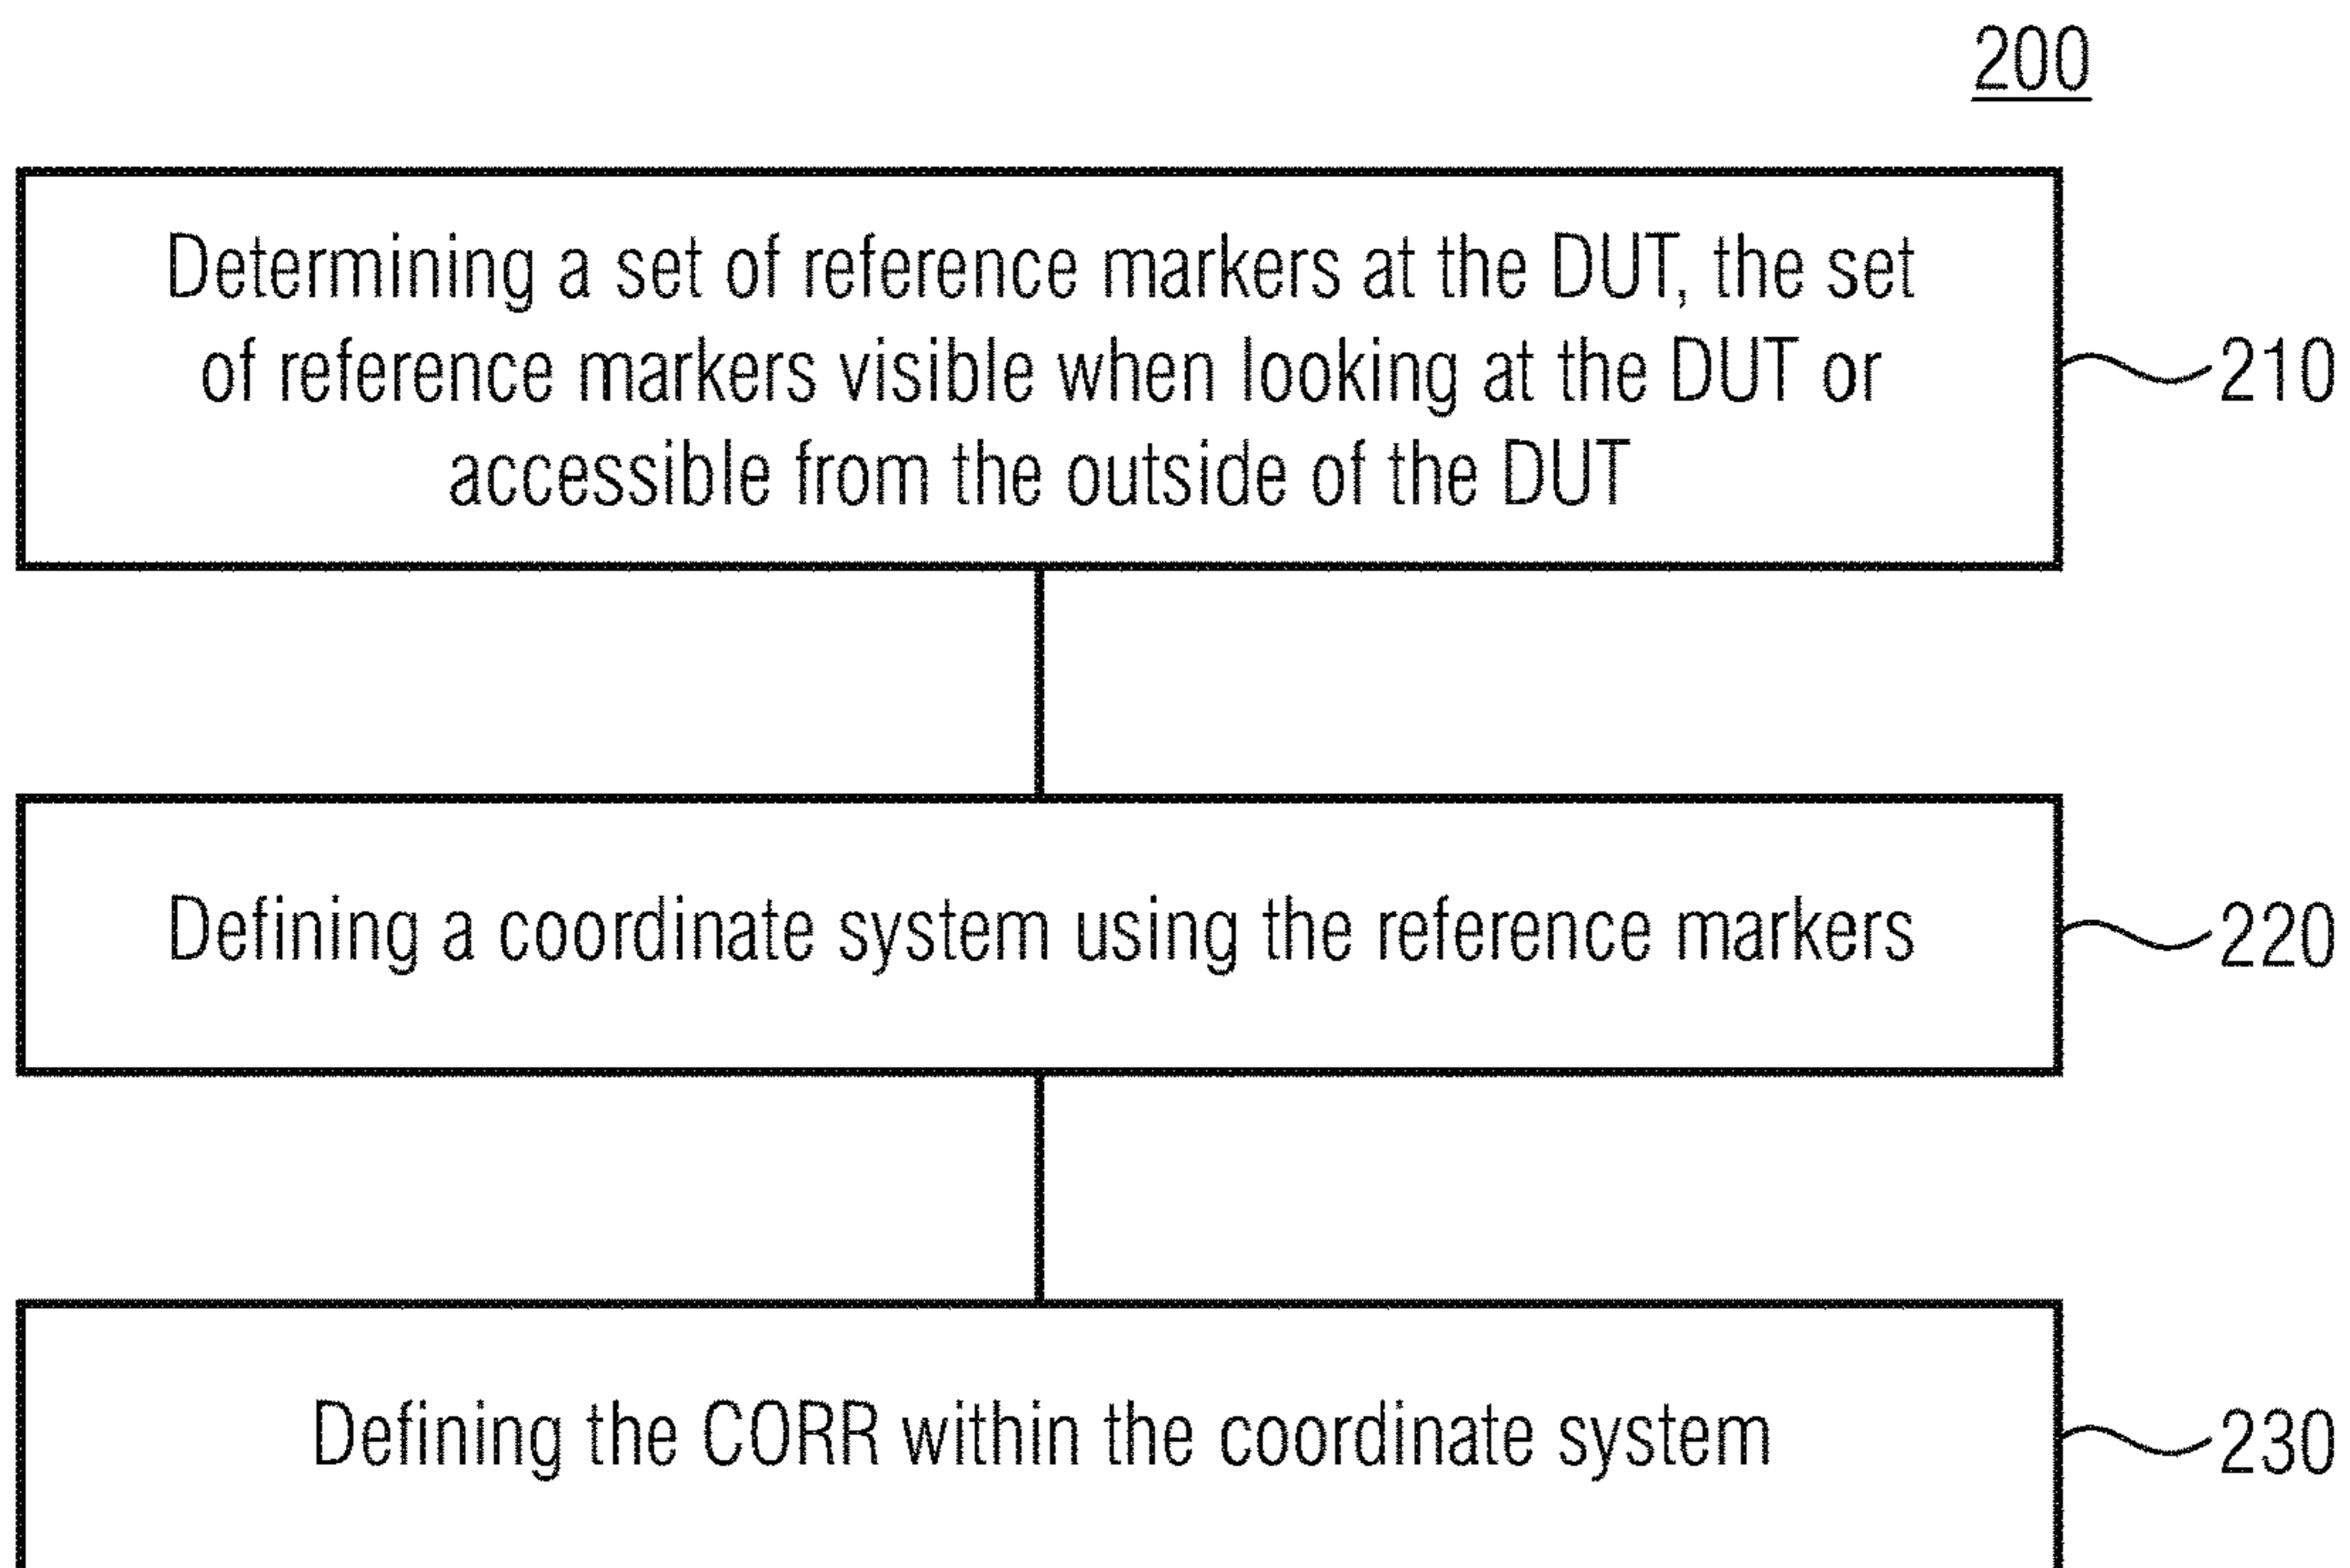 200
Determining a set of reference markers at the DUT, the set
of reference markers visible when looking at the DUT or
accessible from the outside of the DUT
210
Defining a coordinate system using the reference markers
220
Defining the CORR within the coordinate system
230